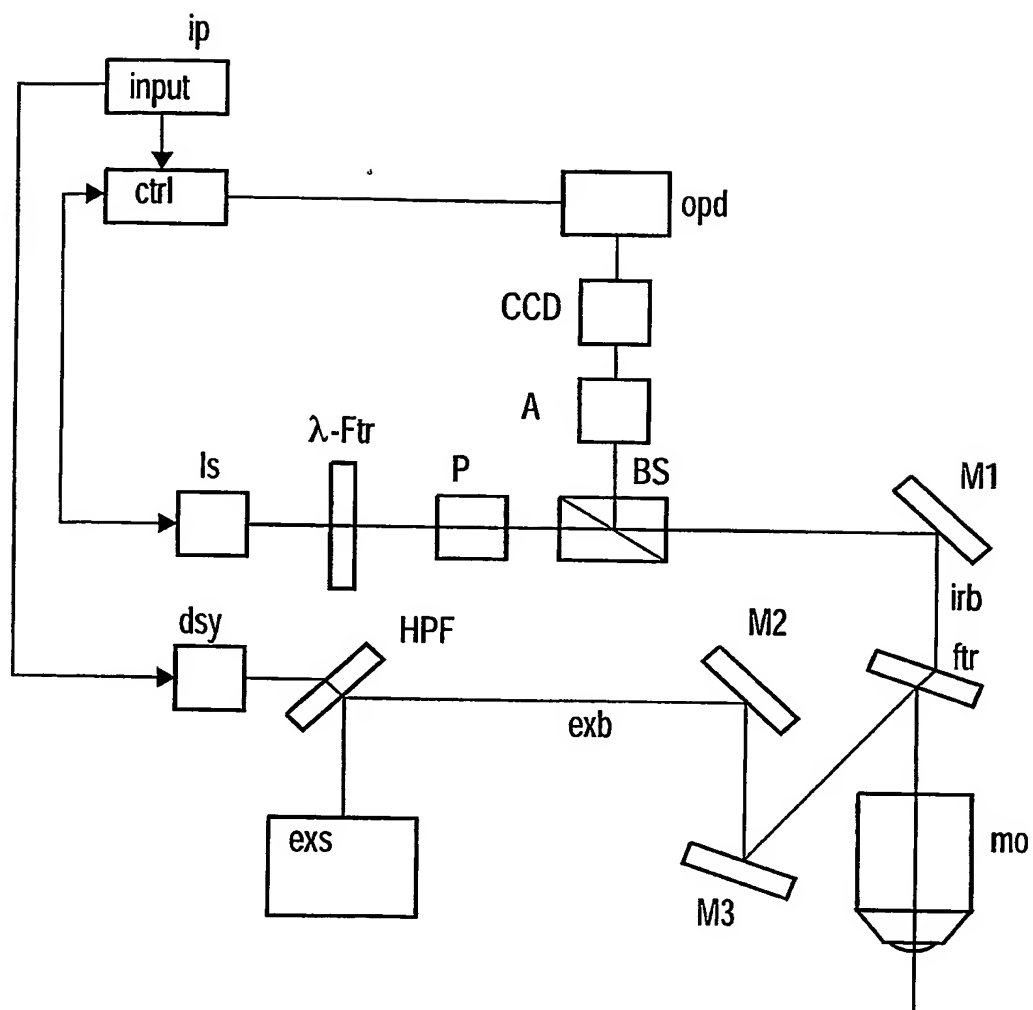 ip
input
ctrl
opd
CCD
A
λ-Ftr
ls
P
BS
M1
irb
dsy
HPF
M2
ftr
exb
exs
mo
M3